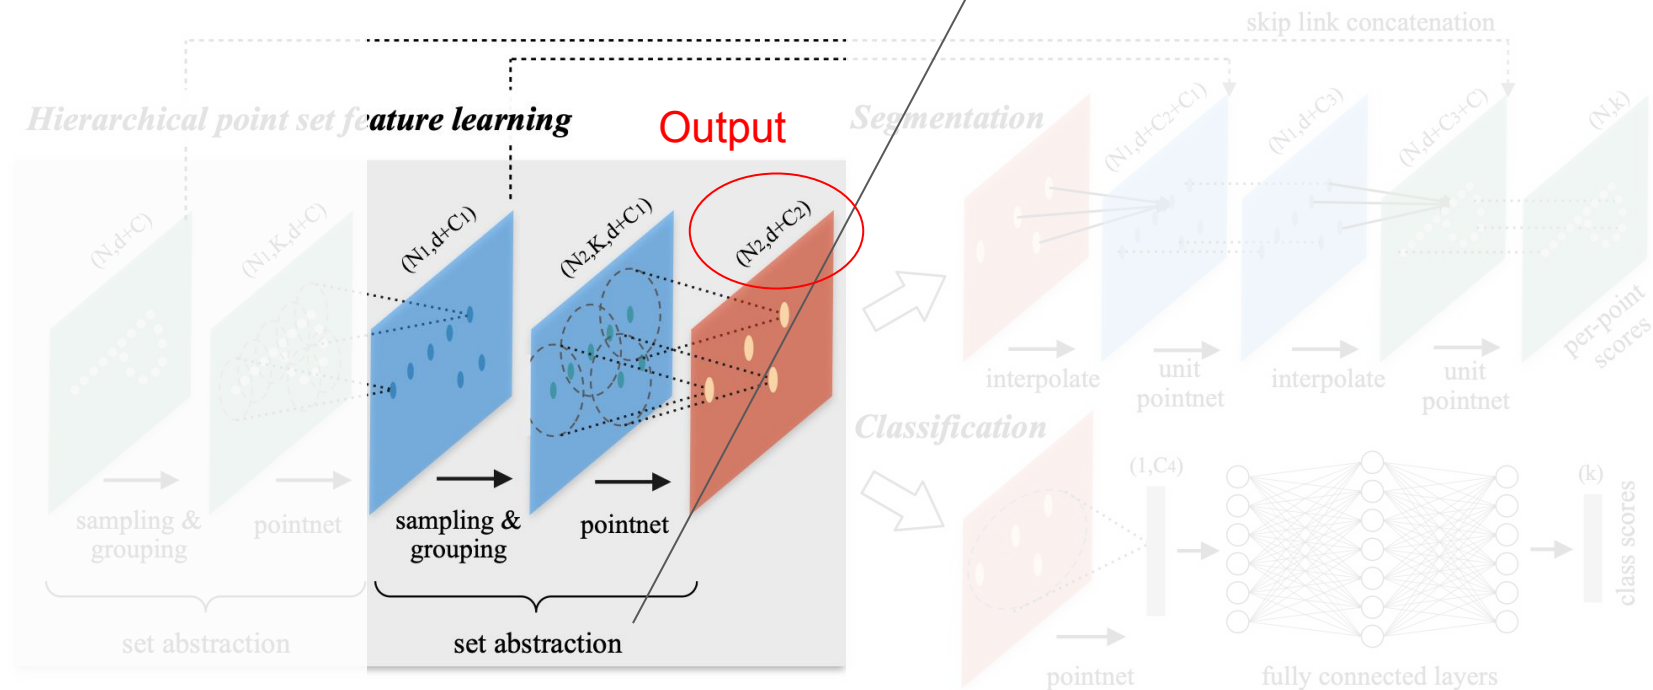 skip link concatenation
Hierarchical point set feature learning
Output
Segmentation
(N,d+C)
(N1,K,d+C)
(N1,d+C1)
(N2,K,d+C1)
(N2,d+C2)
(N1,d+C2+C1)
(N1,d+C3)
(N,d+C3+C)
(N,k)
per-point
scores
interpolate
unit
pointnet
interpolate
unit
pointnet
Classification
(1,C4)
(k)
class scores
sampling &
grouping
pointnet
sampling &
grouping
pointnet
set abstraction
set abstraction
pointnet
fully connected layers